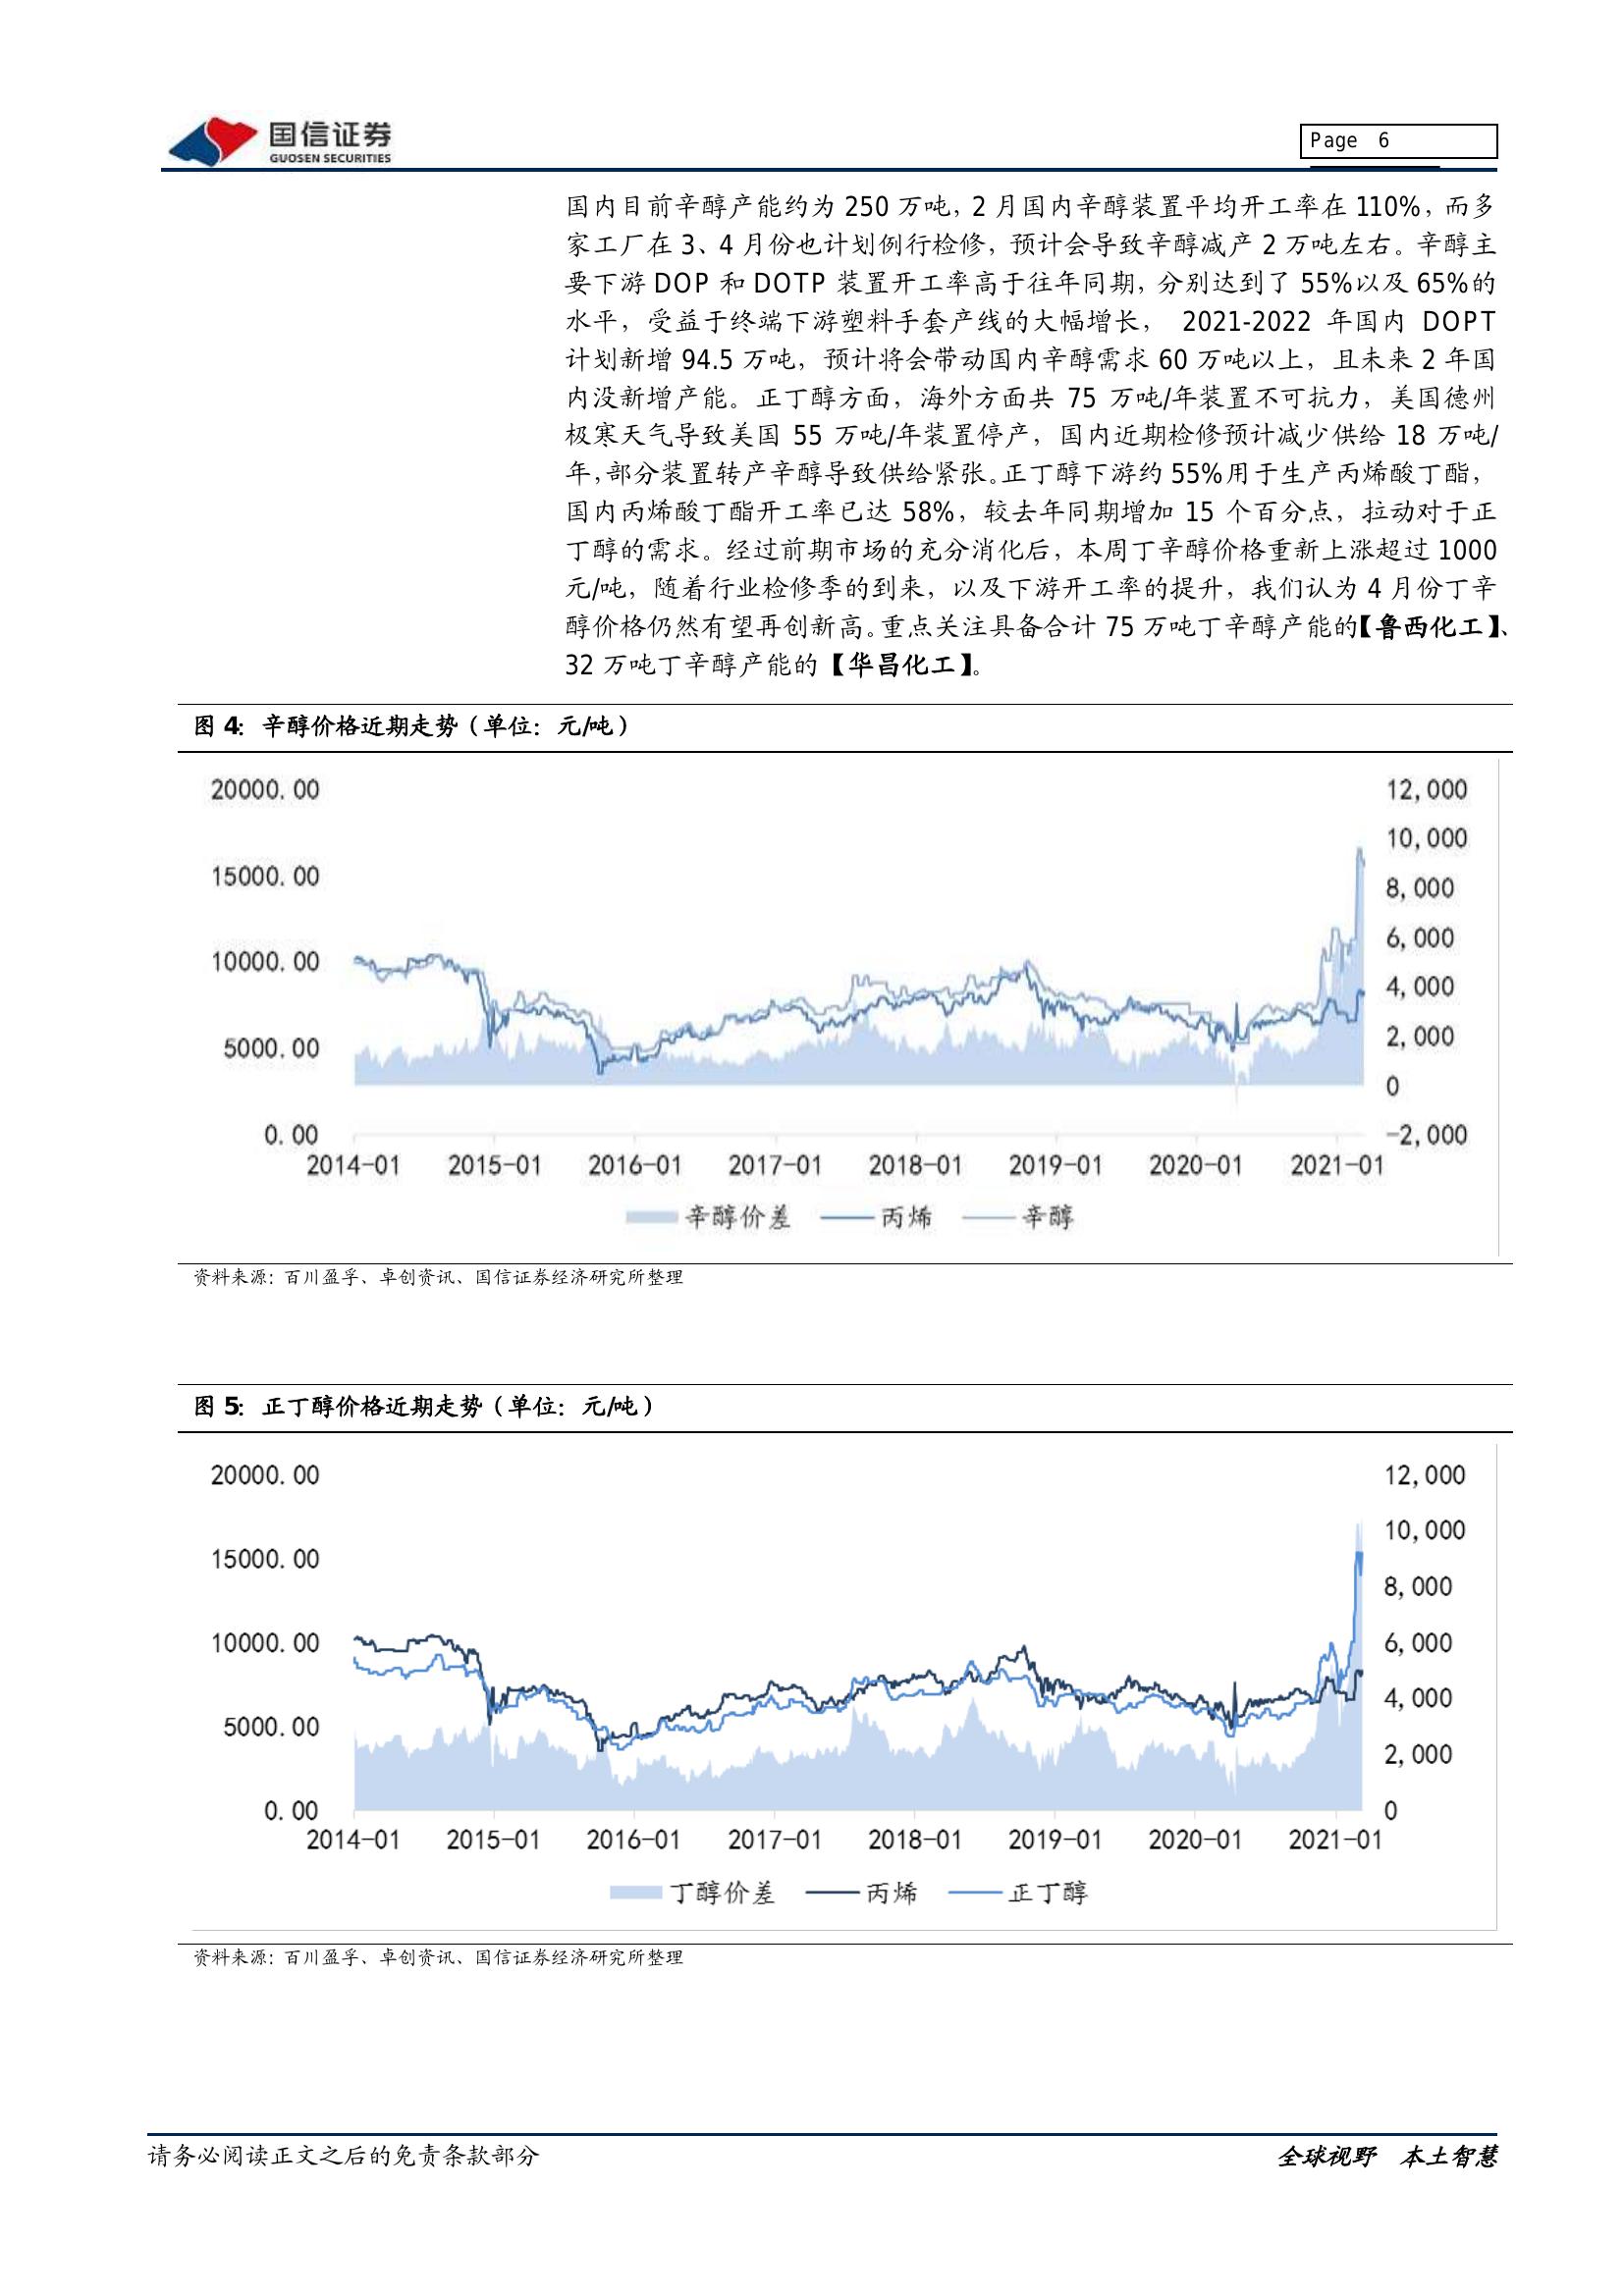 国信证券
GUOSEN SECURITIES
Page 6
国内目前辛醇产能约为 250 万吨，2 月国内辛醇装置平均开工率在 110%，而多
家工厂在 3、4 月份也计划例行检修，预计会导致辛醇减产 2 万吨左右。辛醇主
要下游 DOP 和 DOTP 装置开工率高于往年同期，分别达到了 55%以及 65%的
水平，受益于终端下游塑料手套产线的大幅增长， 2021-2022 年国内 DOPT
计划新增 94.5 万吨，预计将会带动国内辛醇需求 60 万吨以上，且未来 2 年国
内没新增产能。正丁醇方面，海外方面共 75 万吨/年装置不可抗力，美国德州
极寒天气导致美国 55 万吨/年装置停产，国内近期检修预计减少供给 18 万吨/
年，部分装置转产辛醇导致供给紧张。正丁醇下游约 55%用于生产丙烯酸丁酯，
国内丙烯酸丁酯开工率已达 58%，较去年同期增加 15 个百分点，拉动对于正
丁醇的需求。经过前期市场的充分消化后，本周丁辛醇价格重新上涨超过 1000
元/吨，随着行业检修季的到来，以及下游开工率的提升，我们认为 4 月份丁辛
醇价格仍然有望再创新高。重点关注具备合计 75 万吨丁辛醇产能的【鲁西化工】、
32 万吨丁辛醇产能的【华昌化工】。
图 4：辛醇价格近期走势（单位：元/吨）
20000.00
15000.00
10000.00
5000.00
0.00
12,000
10,000
8,000
6,000
4,000
2,000
0
-2,000
2014-01 2015-01 2016-01 2017-01 2018-01 2019-01 2020-01 2021-01
辛醇价差 丙烯 辛醇
资料来源：百川盈孚、卓创资讯、国信证券经济研究所整理
图 5：正丁醇价格近期走势（单位：元/吨）
20000.00
15000.00
10000.00
5000.00
0.00
12,000
10,000
8,000
6,000
4,000
2,000
0
2014-01 2015-01 2016-01 2017-01 2018-01 2019-01 2020-01 2021-01
丁醇价差 丙烯 正丁醇
资料来源：百川盈孚、卓创资讯、国信证券经济研究所整理
请务必阅读正文之后的免责条款部分
全球视野 本土智慧